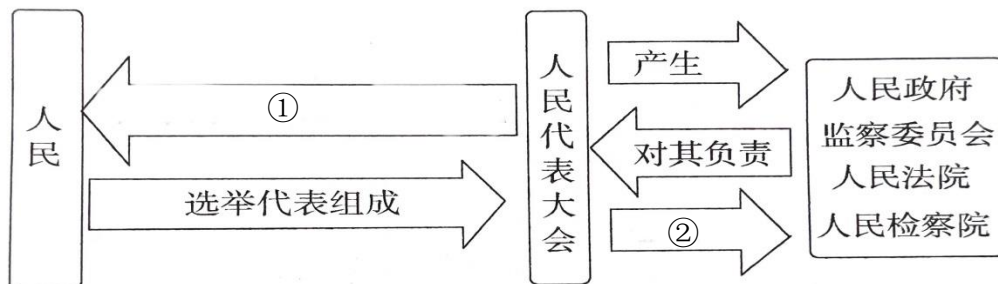 人民
①
选举代表组成
人民代表大会
产生
对其负责
②
人民政府
监察委员会
人民法院
人民检察院